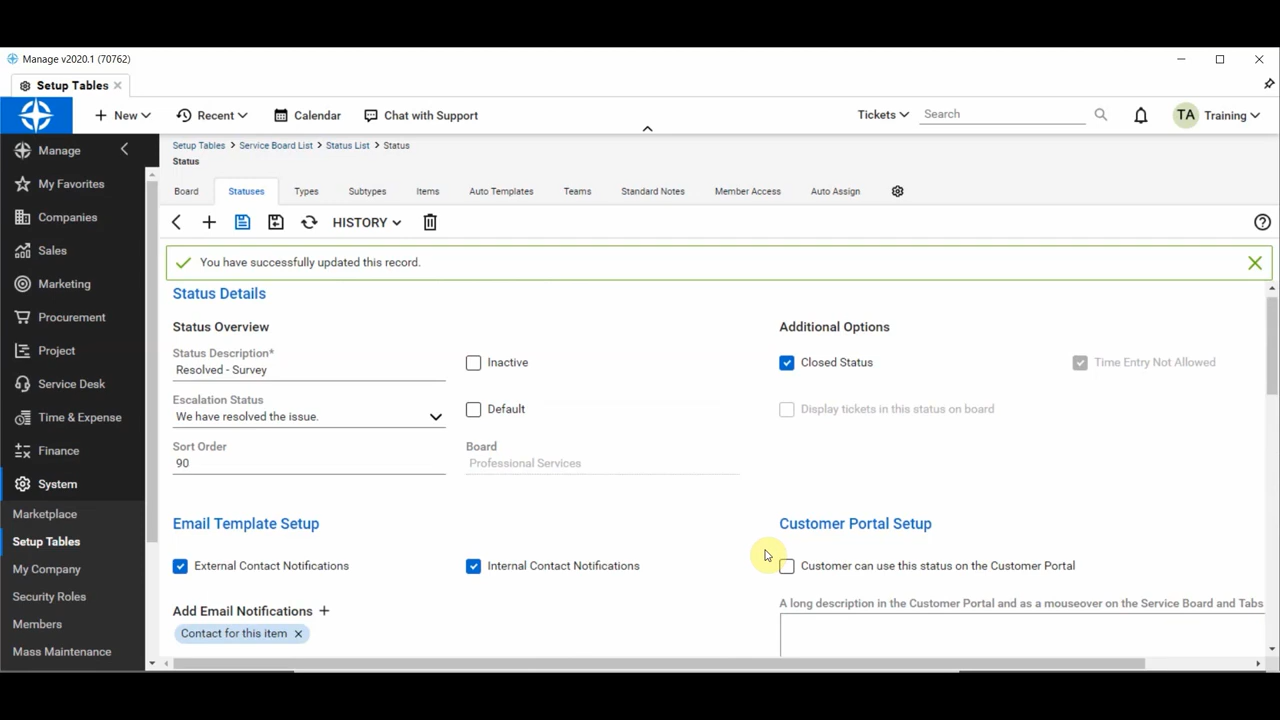 Manage v2020.1 (70762)
Setup Tables
New
Recent
Calendar
Chat with Support
Tickets
Search
TA
Training
Manage
My Favorites
Companies
Sales
Marketing
Procurement
Project
Service Desk
Time & Expense
Finance
System
Marketplace
Setup Tables
My Company
Security Roles
Members
Mass Maintenance
Setup Tables > Service Board List > Status List > Status
Status
Board
Statuses
Types
Subtypes
Items
Auto Templates
Teams
Standard Notes
Member Access
Auto Assign
HISTORY
You have successfully updated this record.
Status Details
Status Overview
Status Description*
Resolved - Survey
Inactive
Escalation Status
We have resolved the issue.
Default
Sort Order
90
Board
Professional Services
Additional Options
Closed Status
Time Entry Not Allowed
Display tickets in this status on board
Email Template Setup
External Contact Notifications
Internal Contact Notifications
Add Email Notifications +
Contact for this item
Customer Portal Setup
Customer can use this status on the Customer Portal
A long description in the Customer Portal and as a mouseover on the Service Board and Tabs